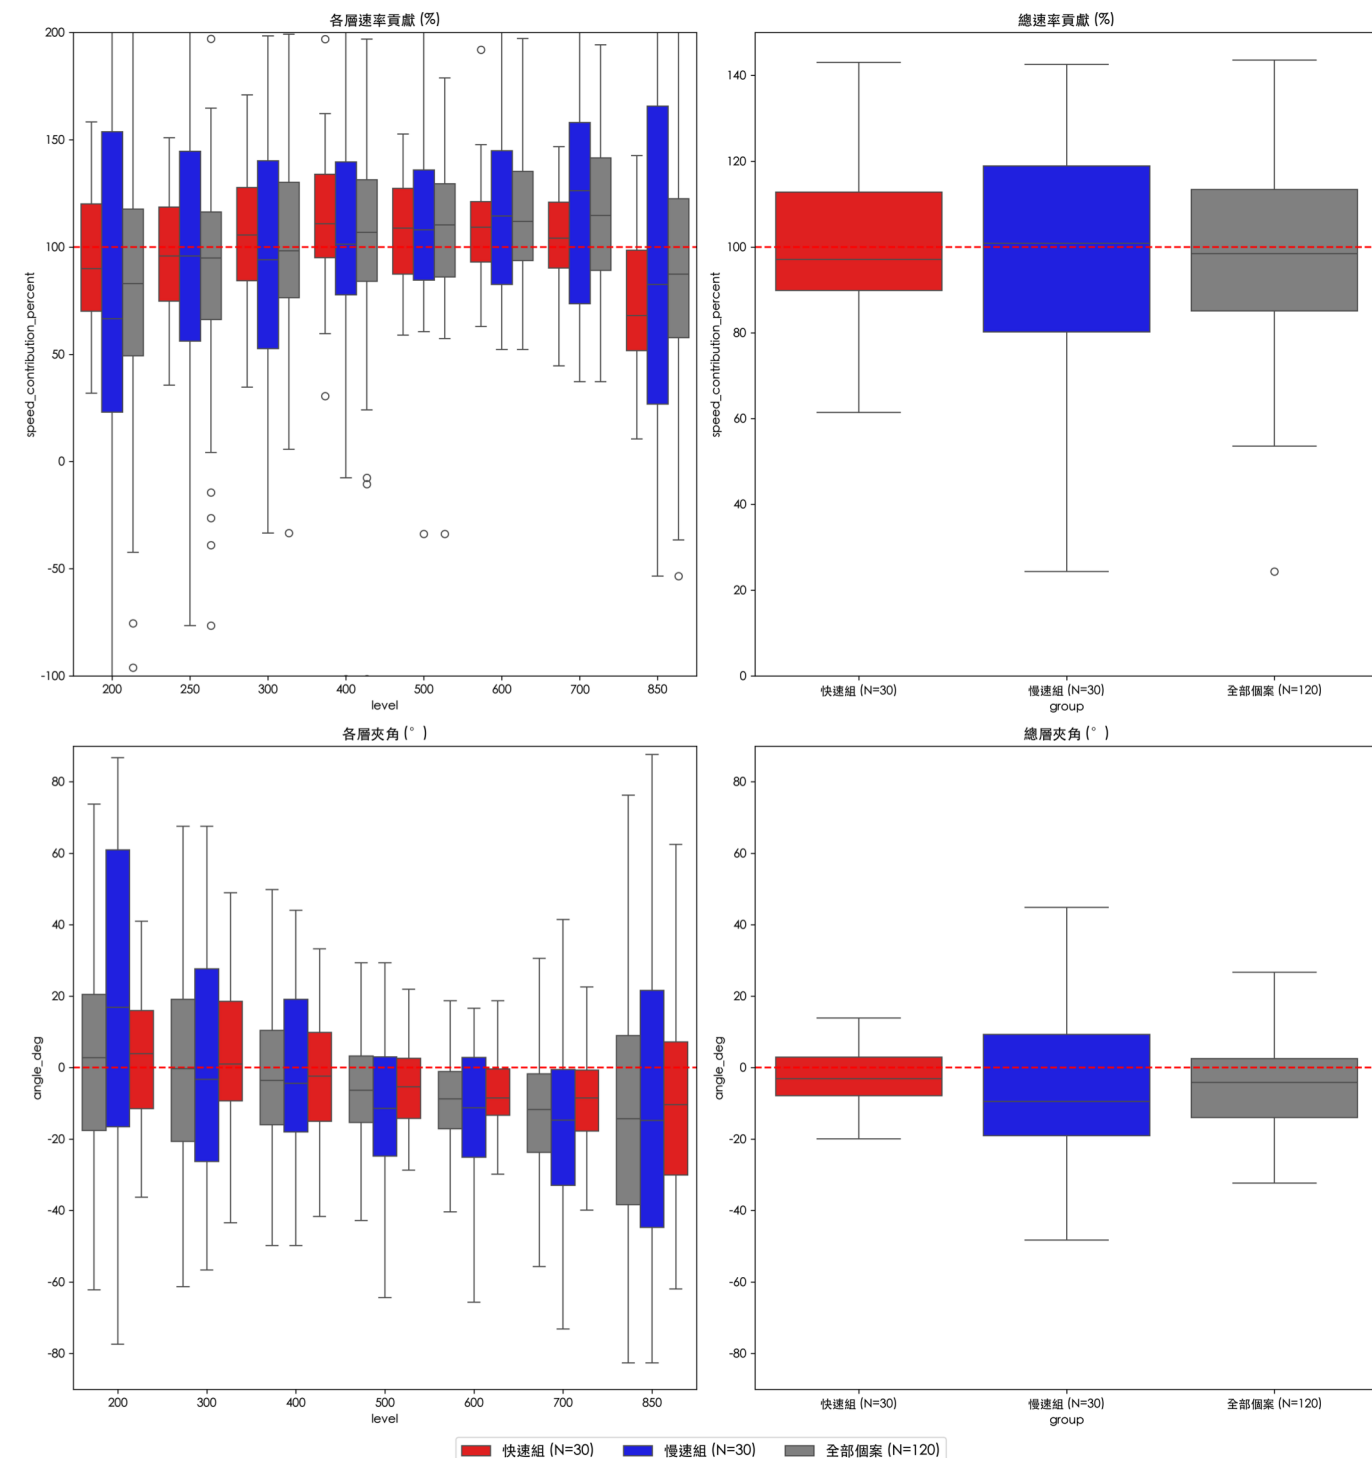 各層速率貢獻 (%)
200
150
100
50
0
-50
-100
speed_contribution_percent
200 250 300 400 500 600 700 850
level
總速率貢獻 (%)
140
120
100
80
60
40
20
0
speed_contribution_percent
快速組 (N=30) 慢速組 (N=30) 全部個案 (N=120)
group
各層夾角 (° )
80
60
40
20
0
-20
-40
-60
-80
angle_deg
200 300 400 500 600 700 850
level
總層夾角 (° )
80
60
40
20
0
-20
-40
-60
-80
angle_deg
快速組 (N=30) 慢速組 (N=30) 全部個案 (N=120)
group
快速組 (N=30) 慢速組 (N=30) 全部個案 (N=120)